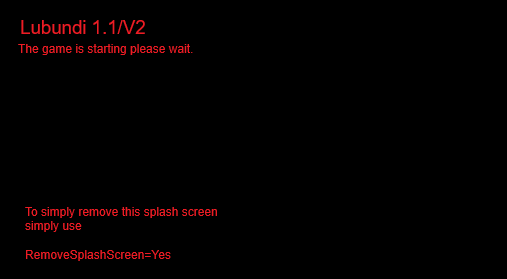 Lubundi 1.1/V2
The game is starting please wait.
To simply remove this splash screen
simply use
RemoveSplashScreen=Yes